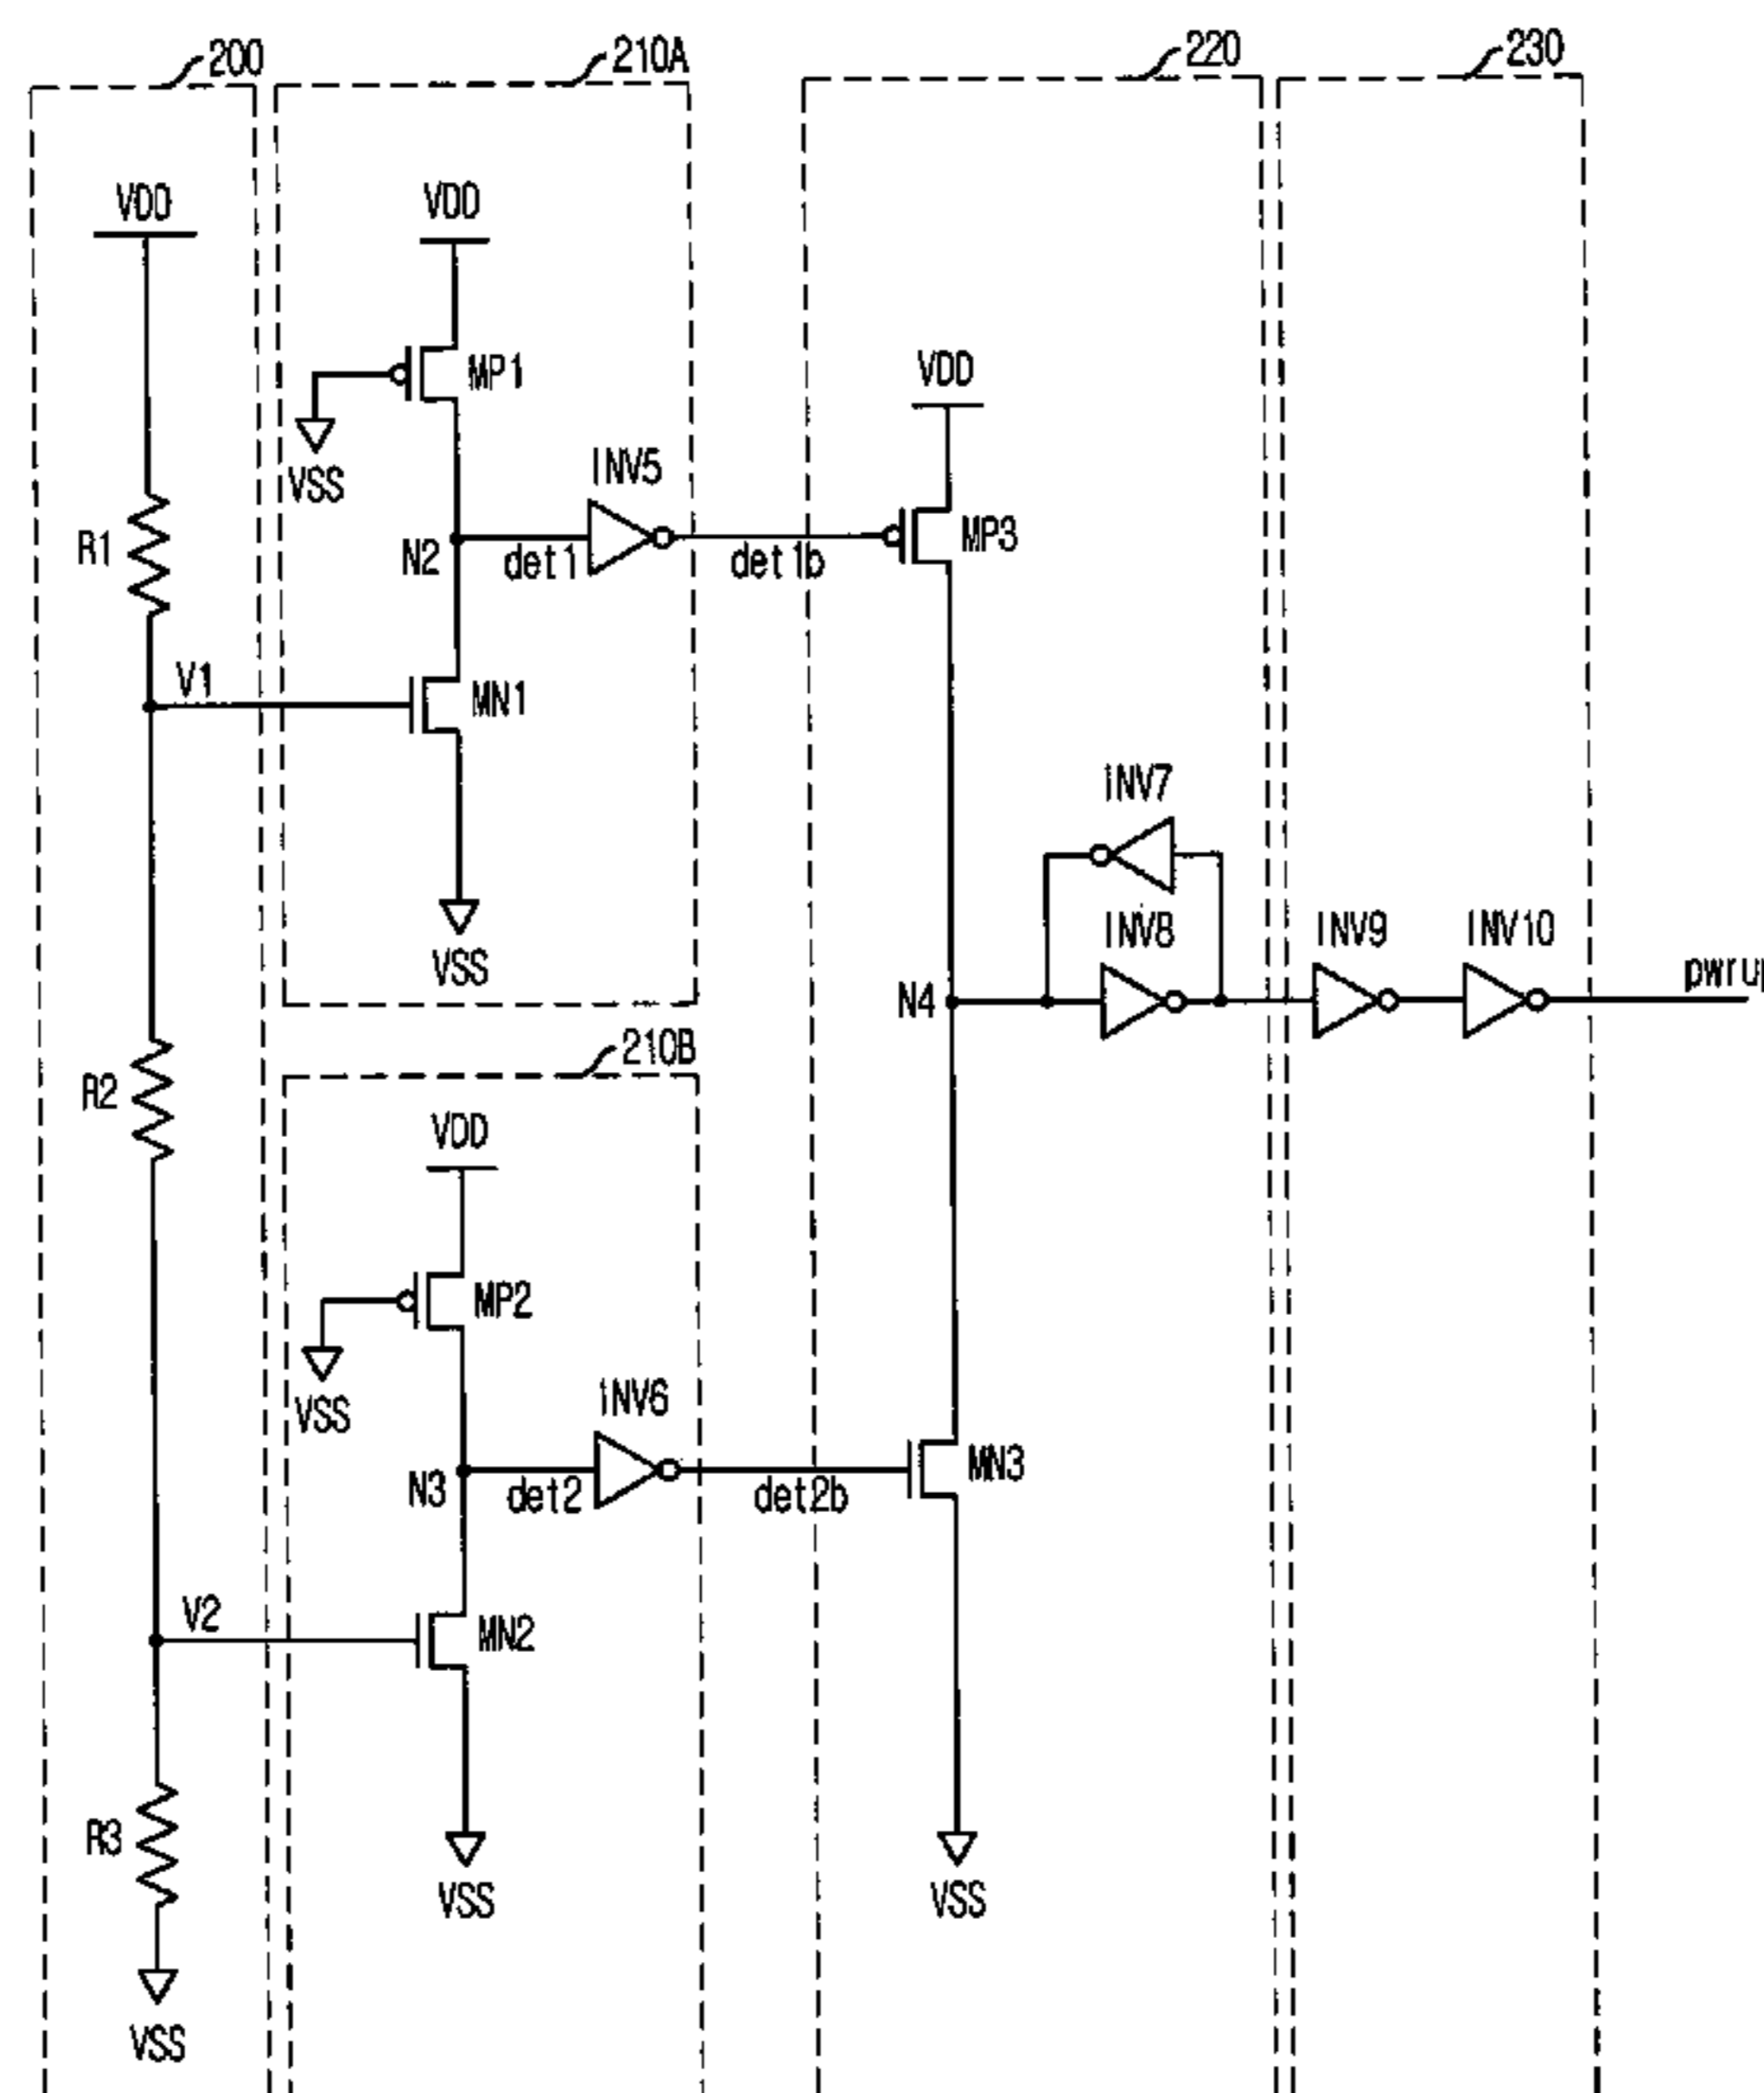 200
210A
220
230
VDD
VDD
MP1
VSS
VDD
INV5
R1
N2
det1
det1b
MP3
V1
MN1
INV7
INV8
INV9
INV10
VSS
N4
210B
R2
VDD
MP2
VSS
INV6
N3
det2
det2b
MN3
V2
MN2
R3
VSS
VSS
VSS